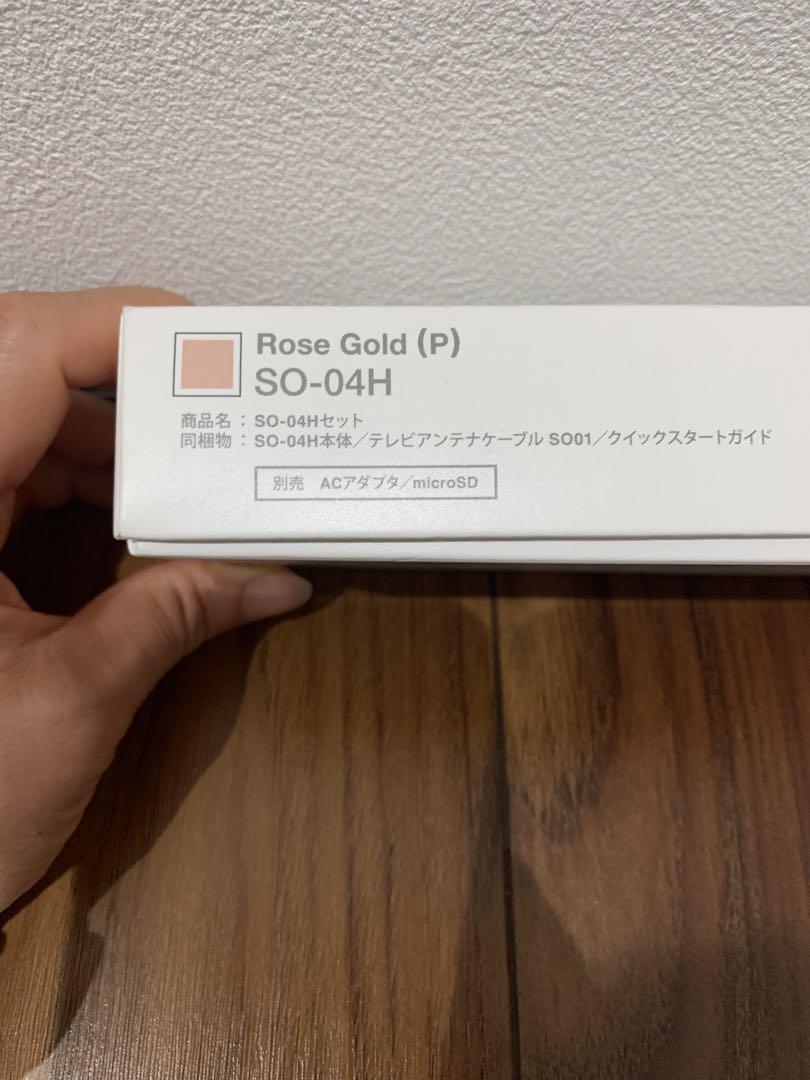 Rose Gold (P)
SO-04H
商品名 : SO-04Hセット
同梱物 : SO-04H本体／テレビアンテナケーブル SO01／クイックスタートガイド
別売　ACアダプタ／microSD